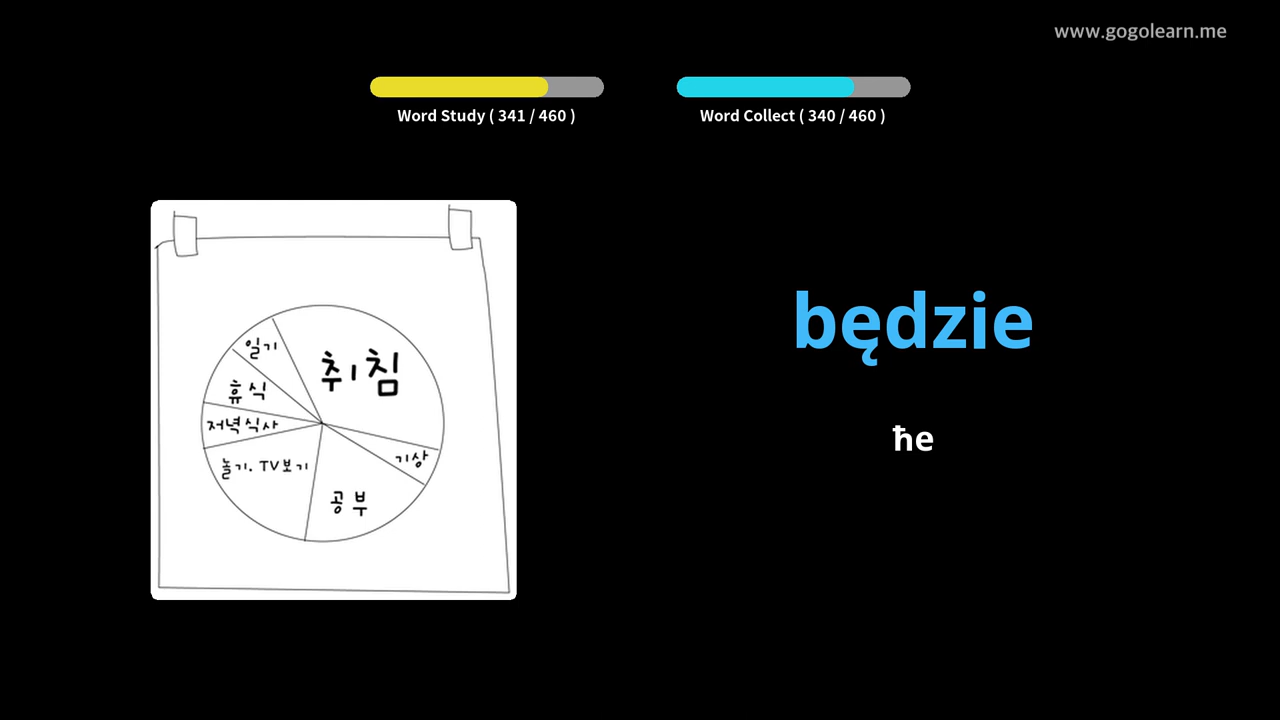 www.gogolearn.me
Word Study ( 341 / 460 )
Word Collect ( 340 / 460 )
일기
취침
휴식
저녁식사
놀기. TV보기
기상
공부
będzie
ħe